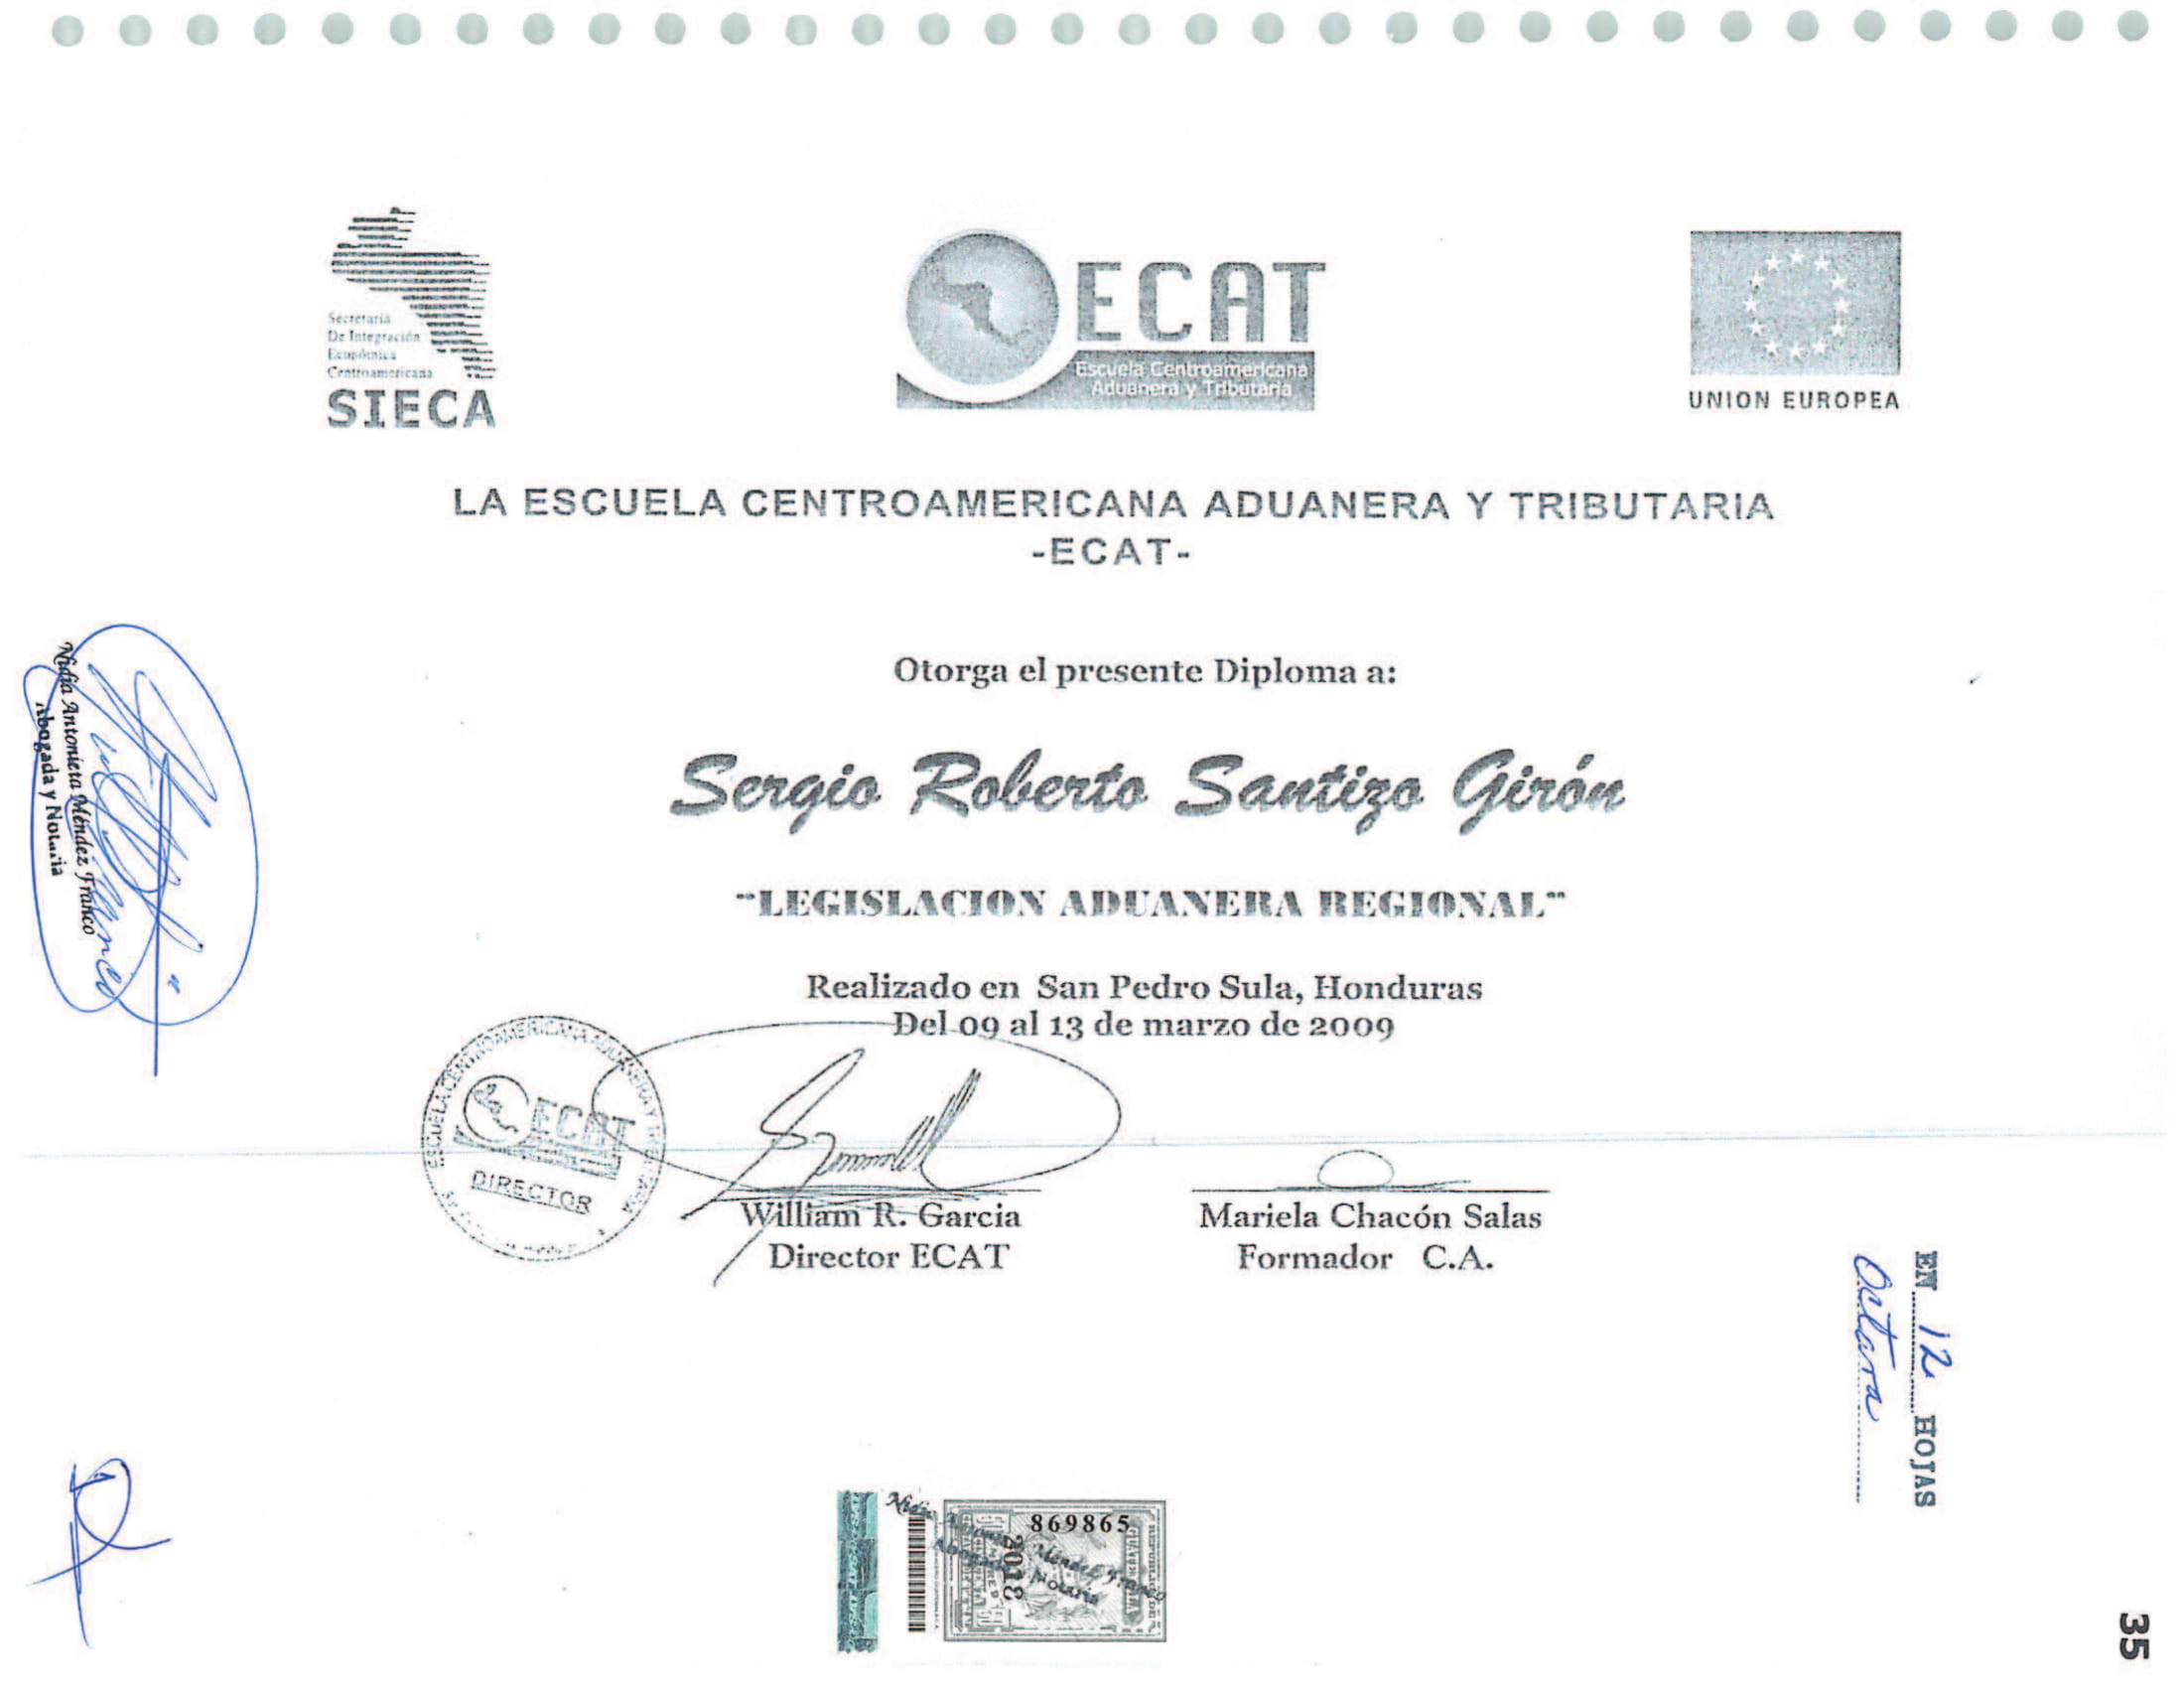 Secretaría
De Integración
Económica
Centroamericana
SIECA
ECAT
Escuela Centroamericana
Aduanera y Tributaria
UNION EUROPEA
LA ESCUELA CENTROAMERICANA ADUANERA Y TRIBUTARIA
-ECAT-
Otorga el presente Diploma a:
Sergio Roberto Santizo Girón
"LEGISLACION ADUANERA REGIONAL"
Realizado en San Pedro Sula, Honduras
Del 09 al 13 de marzo de 2009
Nidia Antonieta Méndez Franco
Abogada y Notaria
ESCUELA CENTROAMERICANA ADUANERA Y
ECAT
DIRECTOR
William R. Garcia
Director ECAT
Mariela Chacón Salas
Formador C.A.
EN 12 HOJAS
Octava
869865
2012
Nidia Méndez Franco
Abogada Notaria
35